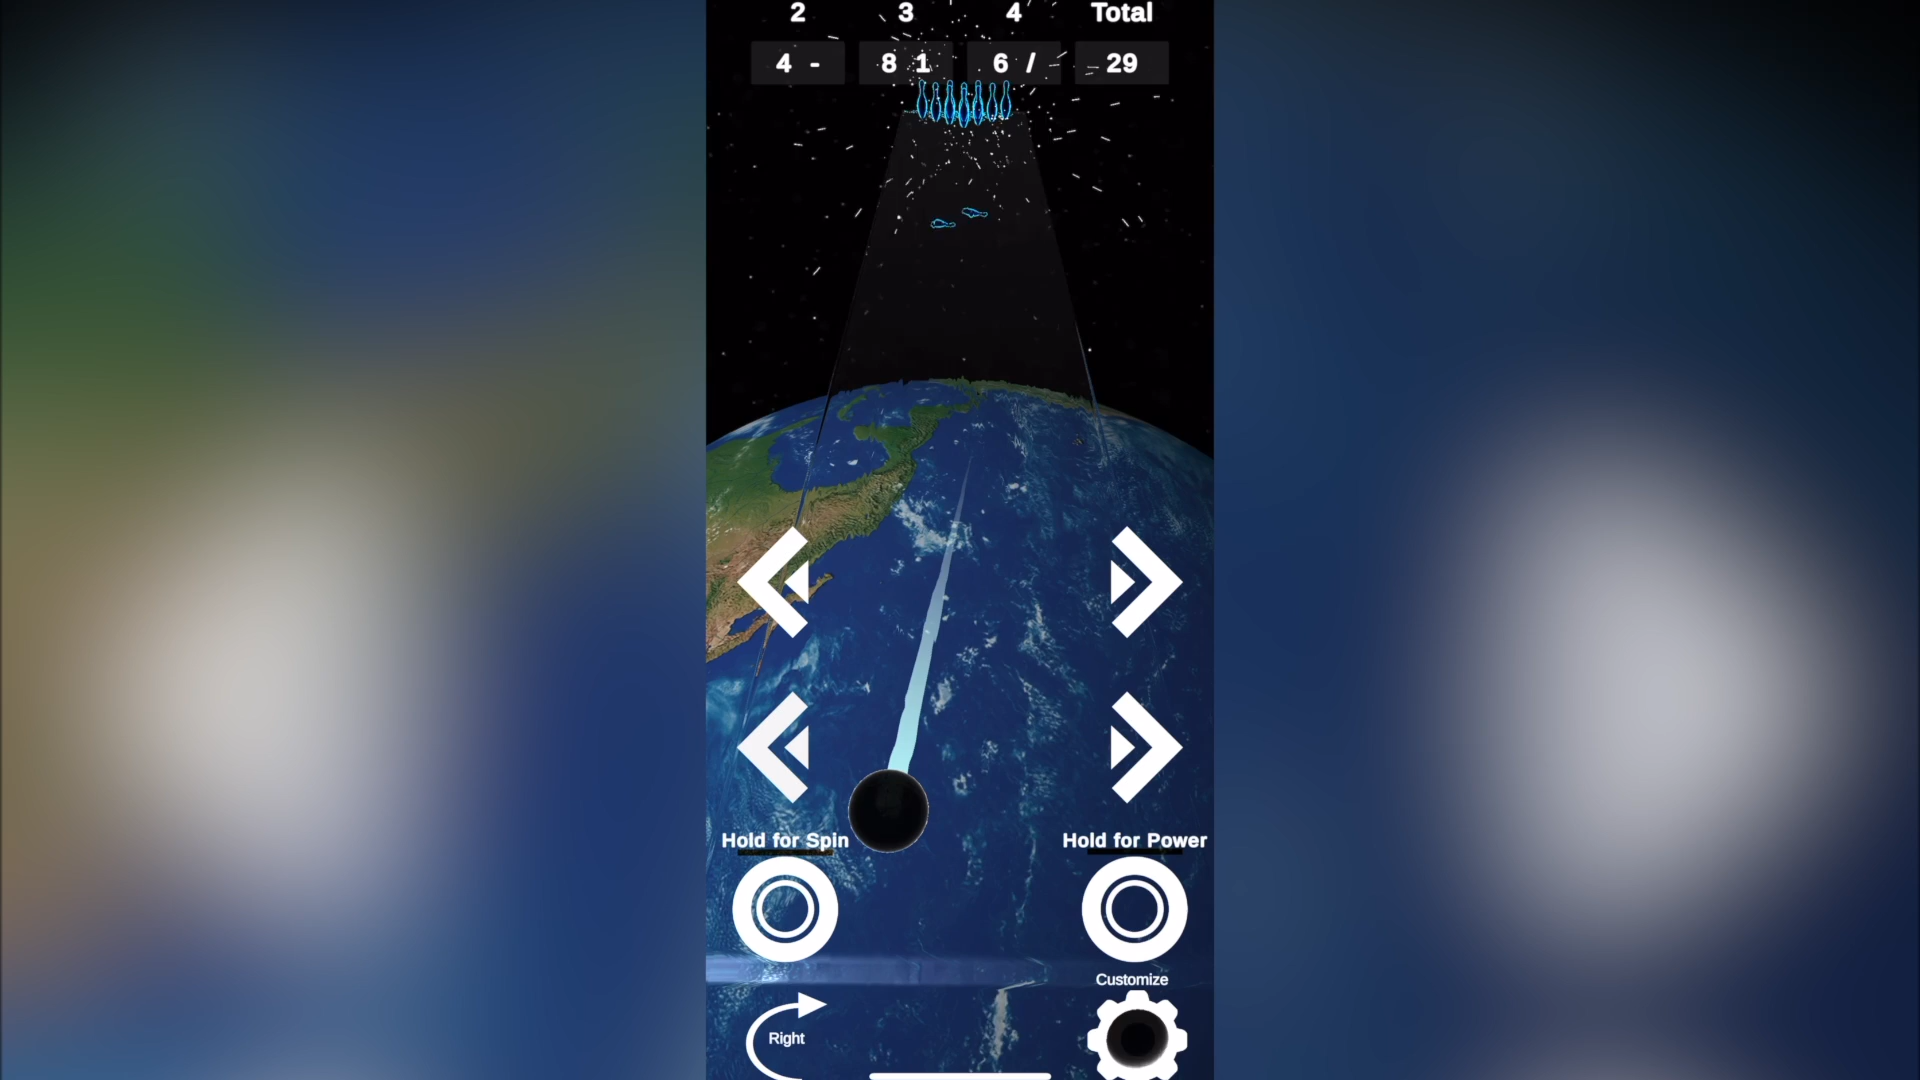 2 3 4 Total
4 - 8 1 6 / 29
Hold for Spin Hold for Power
Customize
Right